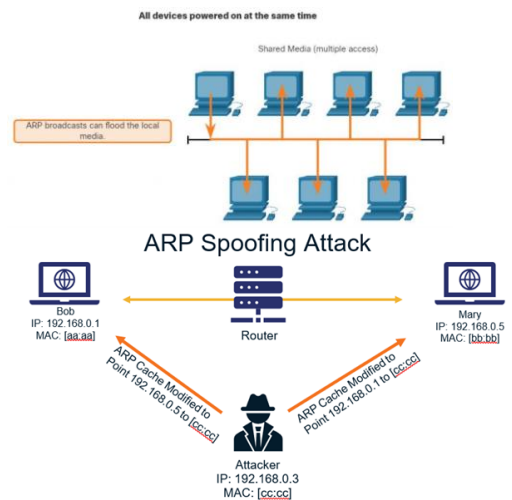 All devices powered on at the same time
Shared Media (multiple access)
ARP broadcasts can flood the local
media.
ARP Spoofing Attack
Bob
IP: 192.168.0.1
MAC: [aa:aa]
Router
Mary
IP: 192.168.0.5
MAC: [bb:bb]
ARP Cache Modified to
Point 192.168.0.5 to [cc:cc]
ARP Cache Modified to
Point 192.168.0.1 to [cc:cc]
Attacker
IP: 192.168.0.3
MAC: [cc:cc]